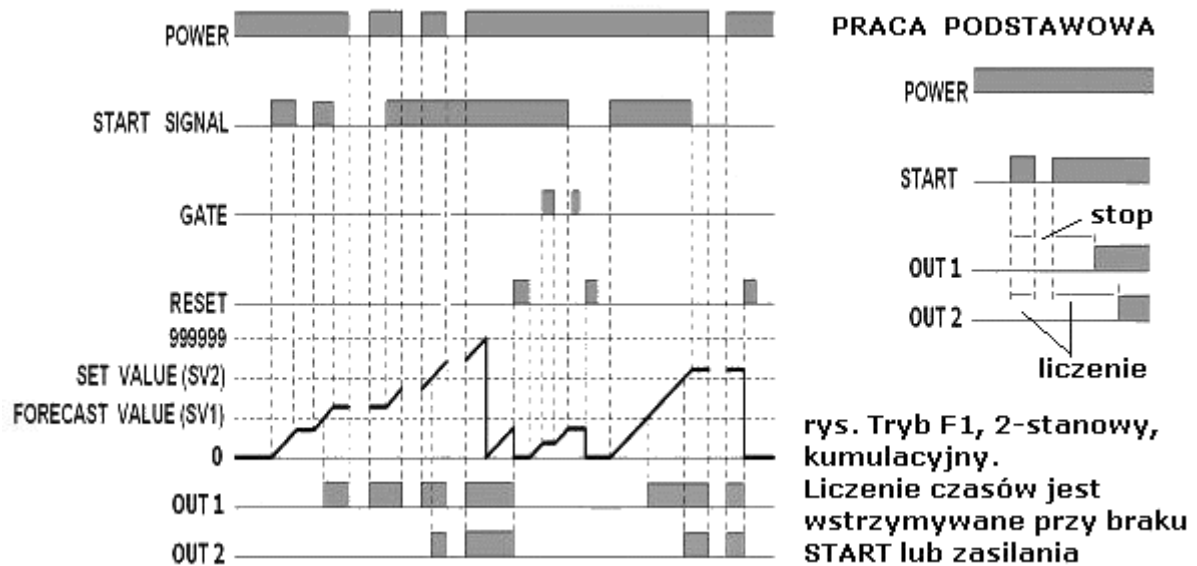 POWER
START SIGNAL
GATE
RESET
999999
SET VALUE (SV2)
FORECAST VALUE (SV1)
0
OUT 1
OUT 2
PRACA PODSTAWOWA
POWER
START
stop
OUT 1
OUT 2
liczenie
rys. Tryb F1, 2-stanowy,
kumulacyjny.
Liczenie czasów jest
wstrzymywane przy braku
START lub zasilania